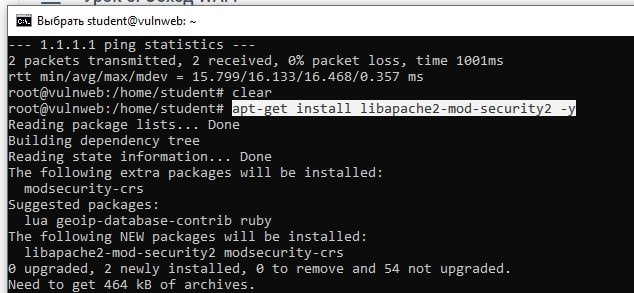 Выбрать student@vulnweb: ~
--- 1.1.1.1 ping statistics ---
2 packets transmitted, 2 received, 0% packet loss, time 1001ms
rtt min/avg/max/mdev = 15.799/16.133/16.468/0.357 ms
root@vulnweb:/home/student# clear
root@vulnweb:/home/student# apt-get install libapache2-mod-security2 -y
Reading package lists... Done
Building dependency tree
Reading state information... Done
The following extra packages will be installed:
  modsecurity-crs
Suggested packages:
  lua geoip-database-contrib ruby
The following NEW packages will be installed:
  libapache2-mod-security2 modsecurity-crs
0 upgraded, 2 newly installed, 0 to remove and 54 not upgraded.
Need to get 464 kB of archives.